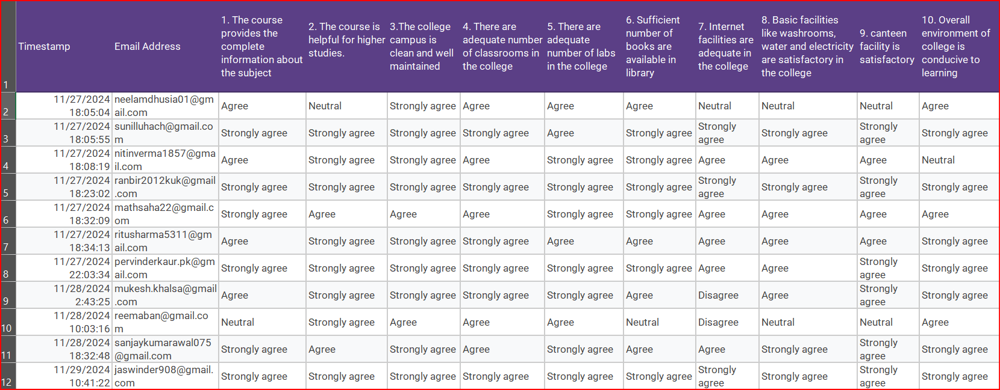 1 Timestamp Email Address 1. The course provides the complete information about the subject 2. The course is helpful for higher studies. 3.The college campus is clean and well maintained 4. There are adequate number of classrooms in the college 5. There are adequate number of labs in the college 6. Sufficient number of books are available in library 7. Internet facilities are adequate in the college 8. Basic facilities like washrooms, water and electricity are satisfactory in the college 9. canteen facility is satisfactory 10. Overall environment of college is conducive to learning
2 11/27/2024 18:05:04 neelamdhusia01@gmail.com Agree Neutral Strongly agree Agree Agree Agree Neutral Neutral Neutral Agree
3 11/27/2024 18:05:55 sunilluhach@gmail.com Strongly agree Strongly agree Strongly agree Strongly agree Agree Strongly agree Strongly agree Strongly agree Strongly agree Strongly agree
4 11/27/2024 18:08:19 nitinverma1857@gmail.com Agree Strongly agree Strongly agree Agree Strongly agree Strongly agree Agree Agree Agree Neutral
5 11/27/2024 18:23:02 ranbir2012kuk@gmail.com Strongly agree Strongly agree Strongly agree Strongly agree Strongly agree Strongly agree Strongly agree Strongly agree Strongly agree Strongly agree
6 11/27/2024 18:32:09 mathsaha22@gmail.com Strongly agree Agree Agree Agree Strongly agree Strongly agree Agree Agree Agree Agree
7 11/27/2024 18:34:13 ritusharma5311@gmail.com Agree Strongly agree Strongly agree Strongly agree Agree Agree Agree Agree Agree Strongly agree
8 11/27/2024 22:03:34 pervinderkaur.pk@gmail.com Strongly agree Strongly agree Strongly agree Strongly agree Strongly agree Strongly agree Agree Agree Strongly agree Strongly agree
9 11/28/2024 2:43:25 mukesh.khalsa@gmail.com Agree Strongly agree Strongly agree Strongly agree Strongly agree Agree Disagree Agree Strongly agree Strongly agree
10 11/28/2024 10:03:16 reemaban@gmail.com Neutral Strongly agree Agree Agree Agree Neutral Disagree Neutral Neutral Agree
11 11/28/2024 18:32:48 sanjaykumarawal075@gmail.com Strongly agree Agree Strongly agree Agree Strongly agree Agree Agree Strongly agree Strongly agree Strongly agree
12 11/29/2024 10:41:22 jaswinder908@gmail.com Strongly agree Strongly agree Strongly agree Strongly agree Strongly agree Strongly agree Strongly agree Strongly agree Strongly agree Strongly agree